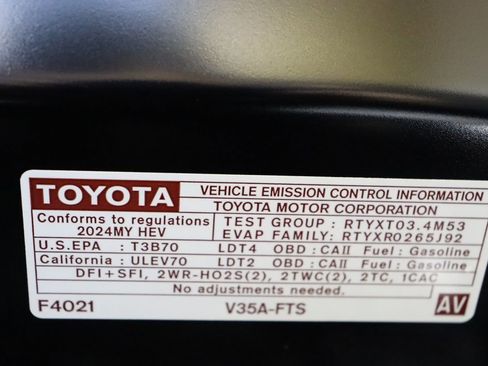 TOYOTA VEHICLE EMISSION CONTROL INFORMATION
TOYOTA MOTOR CORPORATION
Conforms to regulations
2024MY HEV
TEST GROUP : RTYXT03.4M53
EVAP FAMILY: RTYXR0265J92
U.S.EPA : T3B70 LDT4 OBD : CAII Fuel : Gasoline
California : ULEV70 LDT2 OBD : CAII Fuel : Gasoline
DFI+SFI, 2WR-HO2S(2), 2TWC(2), 2TC, 1CAC
No adjustments needed.
F4021 V35A-FTS AV